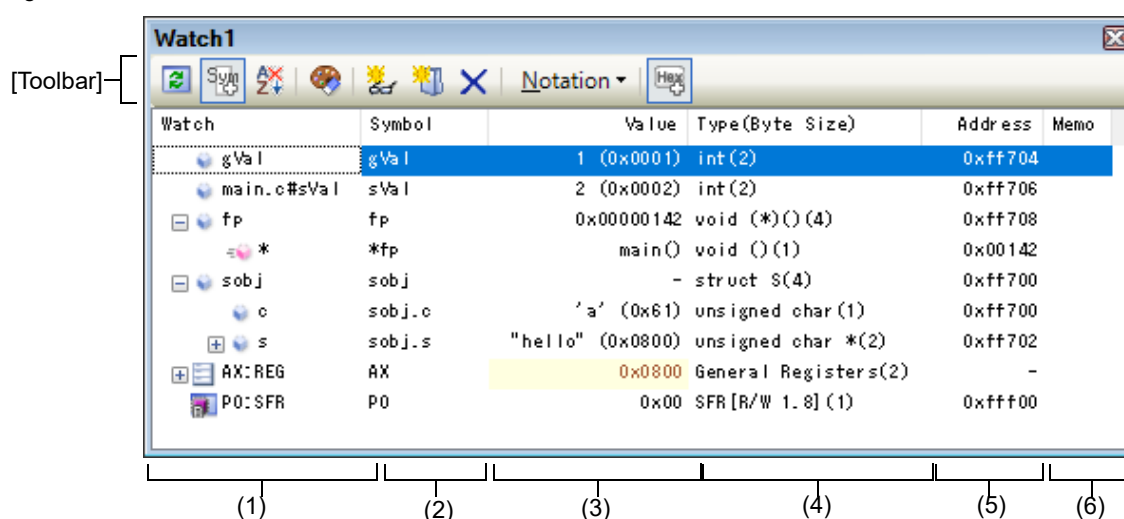 Watch1
[Toolbar]
Sym
A
Z
Notation
Hex
Watch Symbol Value Type(Byte Size) Address Memo
gVal gVal 1 (0x0001) int(2) 0xff704
main.c#sVal sVal 2 (0x0002) int(2) 0xff706
fp fp 0x00000142 void (*)()(4) 0xff708
* *fp main() void ()(1) 0x00142
sobj sobj - struct S(4) 0xff700
c sobj.c 'a' (0x61) unsigned char(1) 0xff700
s sobj.s "hello" (0x0800) unsigned char *(2) 0xff702
AX:REG AX 0x0800 General Registers(2) -
P0:SFR P0 0x00 SFR[R/W 1.8](1) 0xfff00
(1) (2) (3) (4) (5) (6)